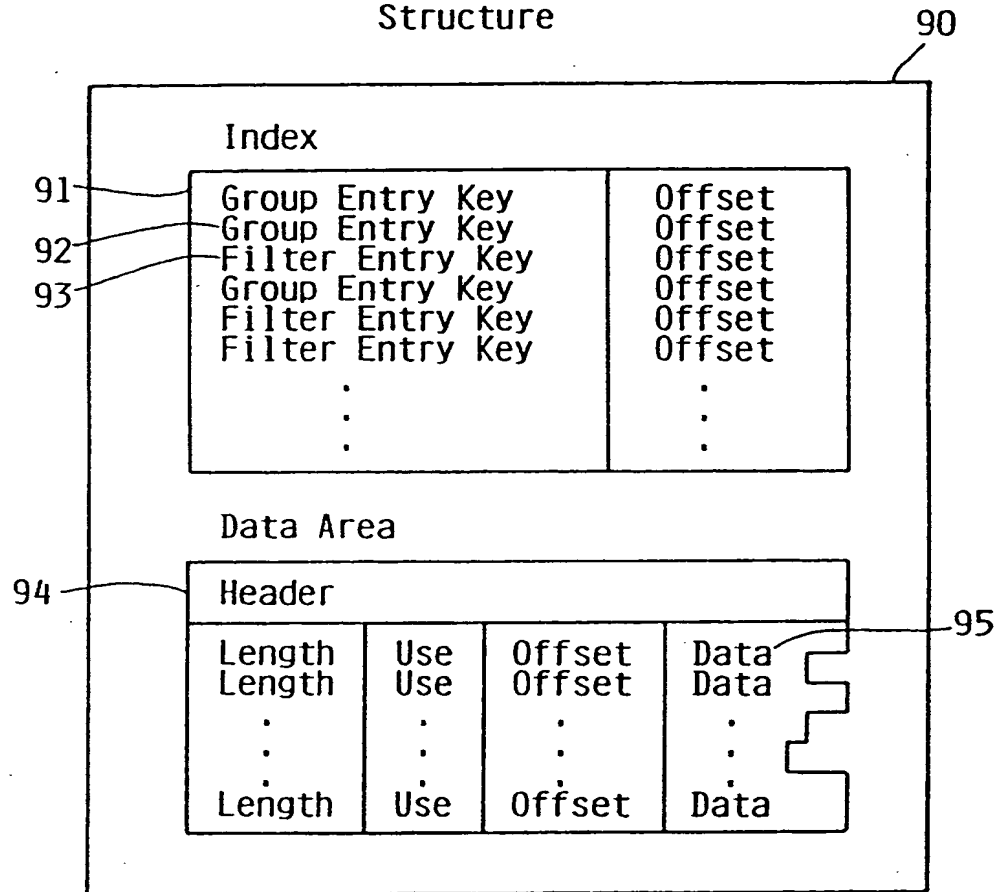 Structure
90
Index
91 Group Entry Key Offset
92 Group Entry Key Offset
93 Filter Entry Key Offset
Group Entry Key Offset
Filter Entry Key Offset
Filter Entry Key Offset
. .
. .
. .
Data Area
94 Header
95
Length Use Offset Data
Length Use Offset Data
. . . .
. . . .
. . . .
Length Use Offset Data